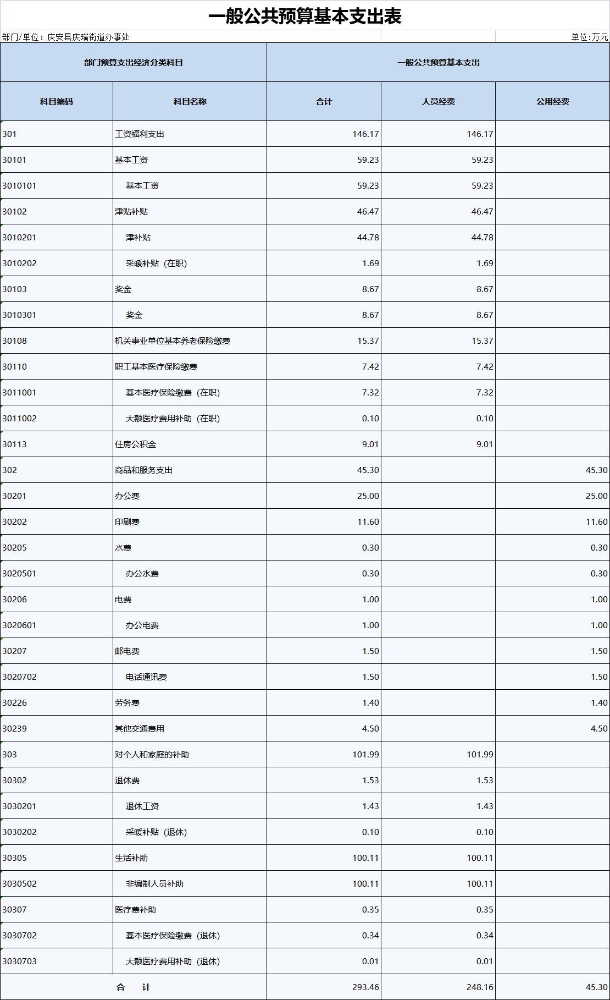 一般公共预算基本支出表
部门/单位：庆安县庆瑞街道办事处 单位:万元
部门预算支出经济分类科目 一般公共预算基本支出
科目编码 科目名称 合计 人员经费 公用经费
301 工资福利支出 146.17 146.17
30101 基本工资 59.23 59.23
3010101 基本工资 59.23 59.23
30102 津贴补贴 46.47 46.47
3010201 津补贴 44.78 44.78
3010202 采暖补贴（在职） 1.69 1.69
30103 奖金 8.67 8.67
3010301 奖金 8.67 8.67
30108 机关事业单位基本养老保险缴费 15.37 15.37
30110 职工基本医疗保险缴费 7.42 7.42
3011001 基本医疗保险缴费（在职） 7.32 7.32
3011002 大额医疗费用补助（在职） 0.10 0.10
30113 住房公积金 9.01 9.01
302 商品和服务支出 45.30 45.30
30201 办公费 25.00 25.00
30202 印刷费 11.60 11.60
30205 水费 0.30 0.30
3020501 办公水费 0.30 0.30
30206 电费 1.00 1.00
3020601 办公电费 1.00 1.00
30207 邮电费 1.50 1.50
3020702 电话通讯费 1.50 1.50
30226 劳务费 1.40 1.40
30239 其他交通费用 4.50 4.50
303 对个人和家庭的补助 101.99 101.99
30302 退休费 1.53 1.53
3030201 退休工资 1.43 1.43
3030202 采暖补贴（退休） 0.10 0.10
30305 生活补助 100.11 100.11
3030502 非编制人员补助 100.11 100.11
30307 医疗费补助 0.35 0.35
3030702 基本医疗保险缴费（退休） 0.34 0.34
3030703 大额医疗费用补助（退休） 0.01 0.01
合 计 293.46 248.16 45.30